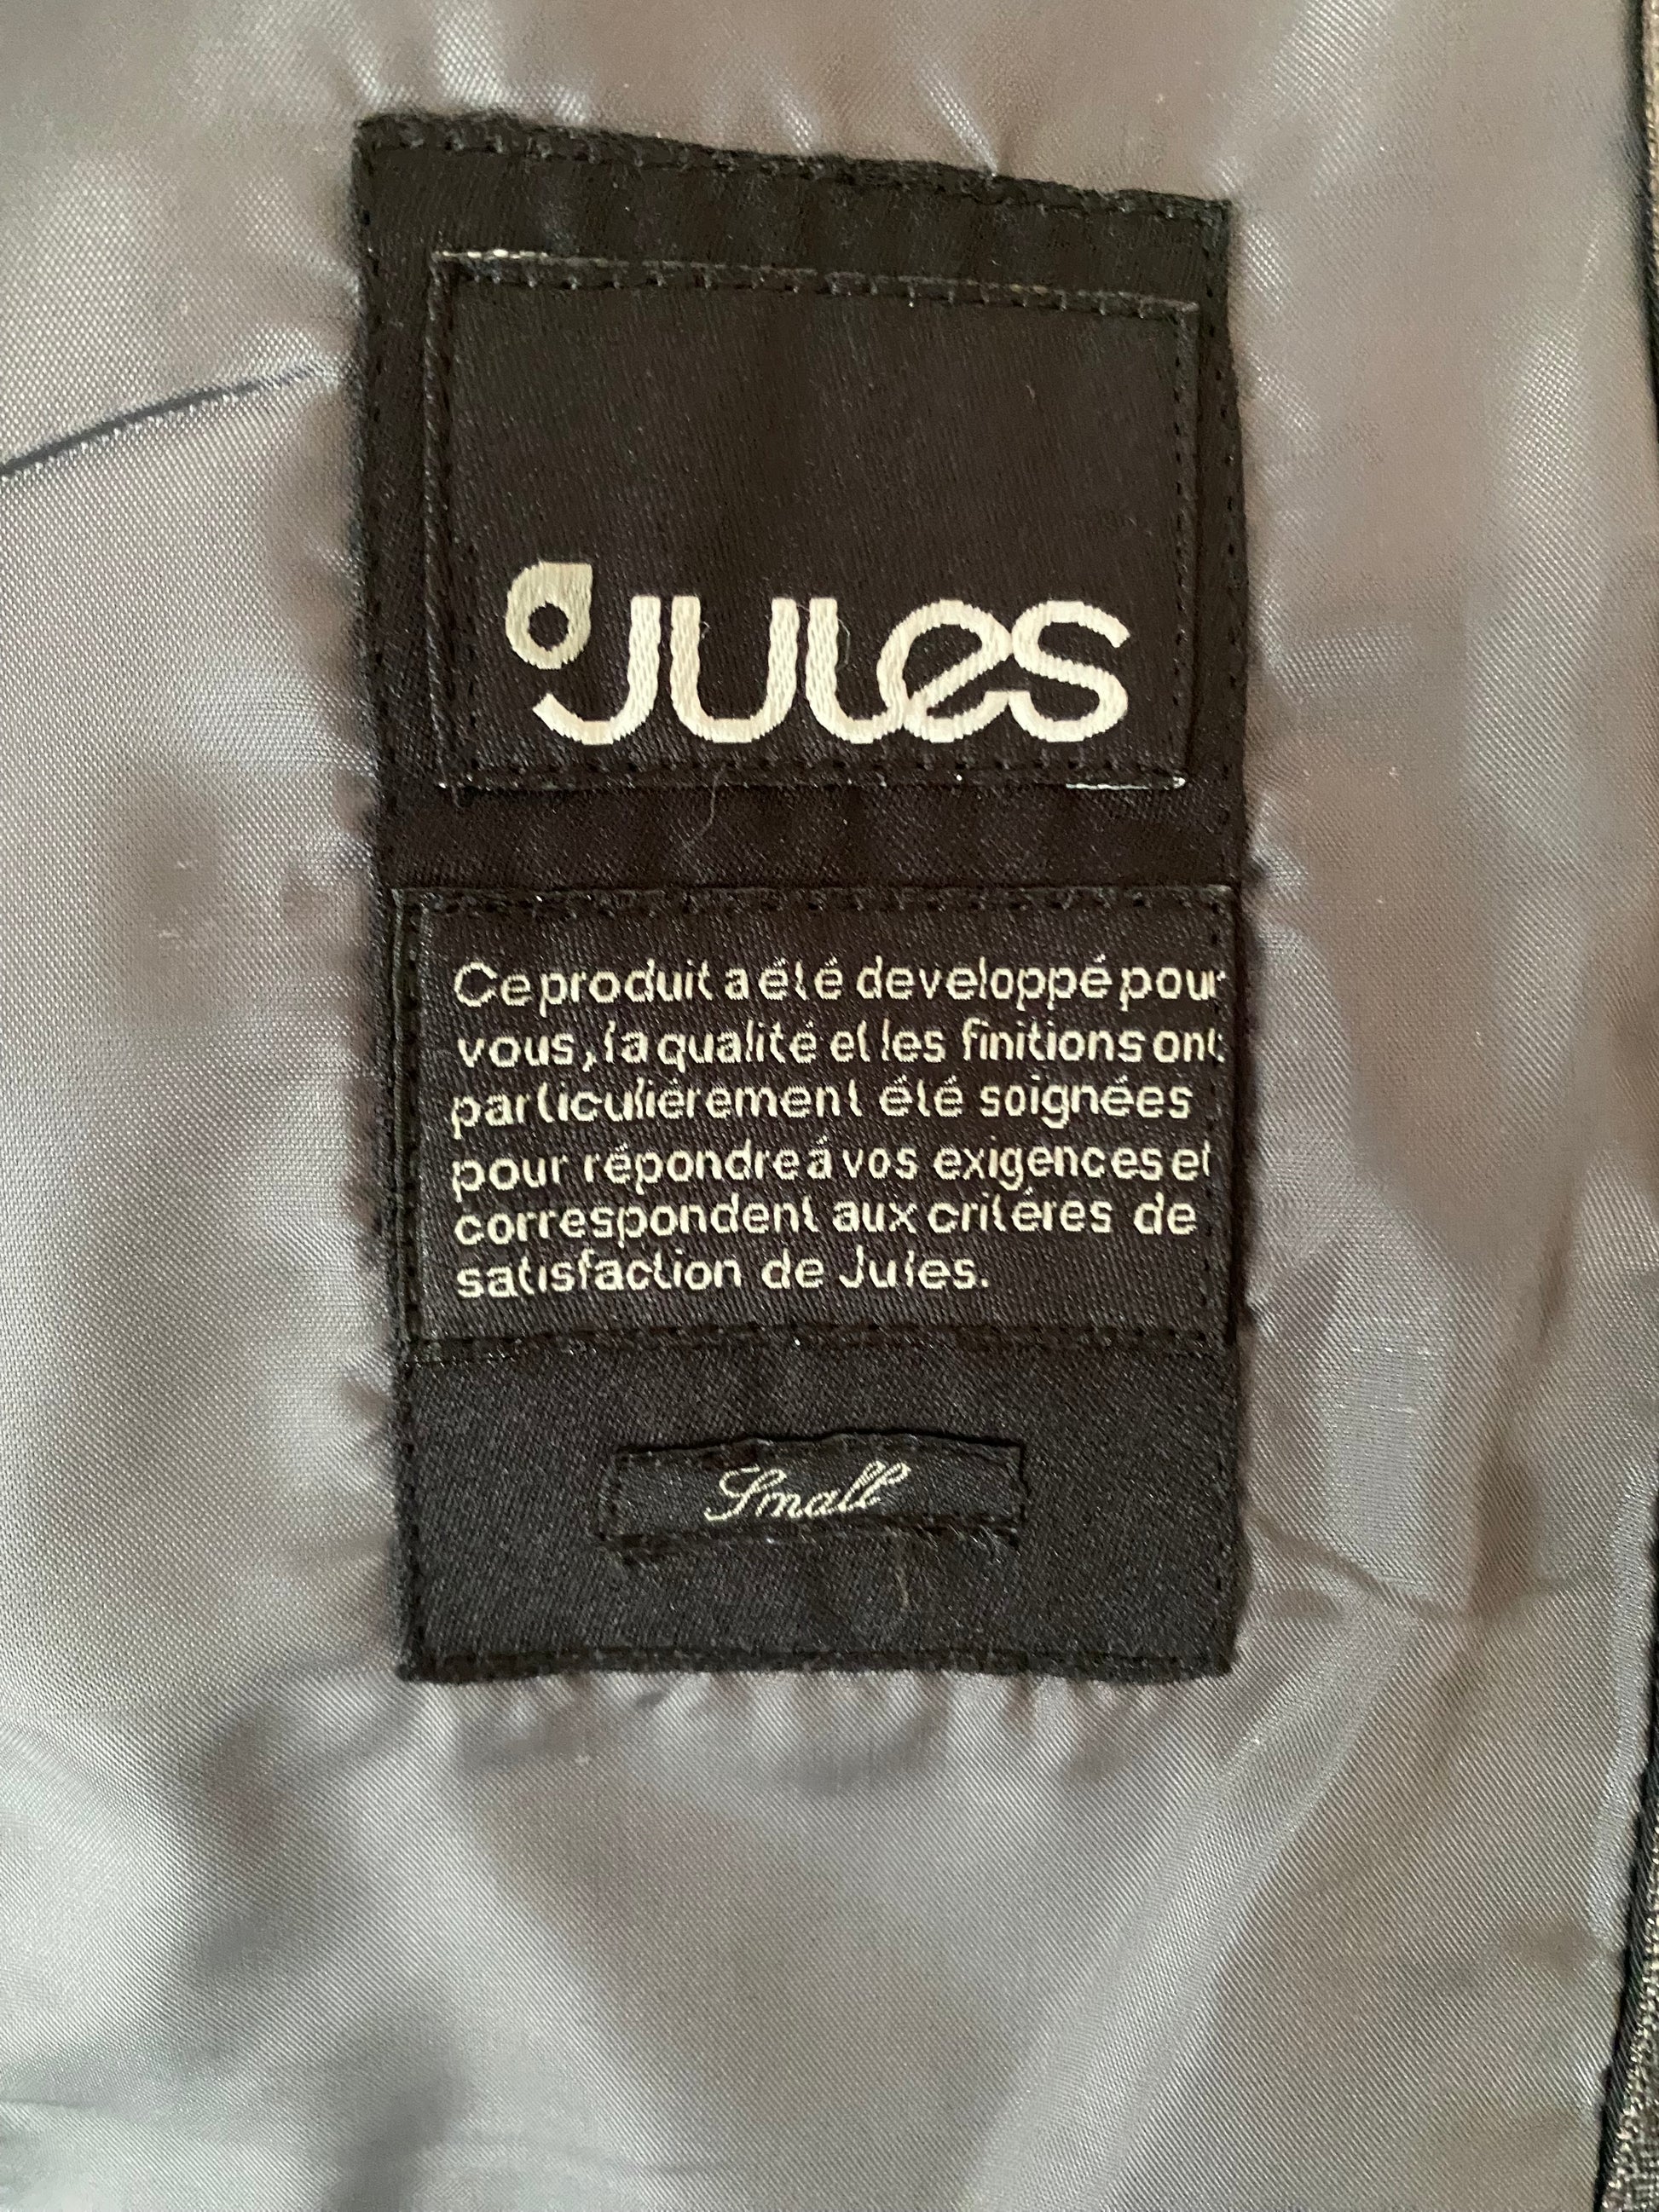 JULES
Ce produit a été developpé pour
vous, la qualité et les finitions ont
particuliérement été soignées
pour répondre á vos exigences et
correspondent aux critéres de
satisfaction de Jules.
Small